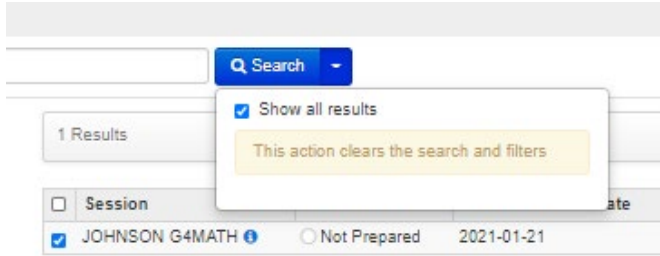 Search
Show all results
1 Results
This action clears the search and filters
Session ate
JOHNSON G4MATH Not Prepared 2021-01-21